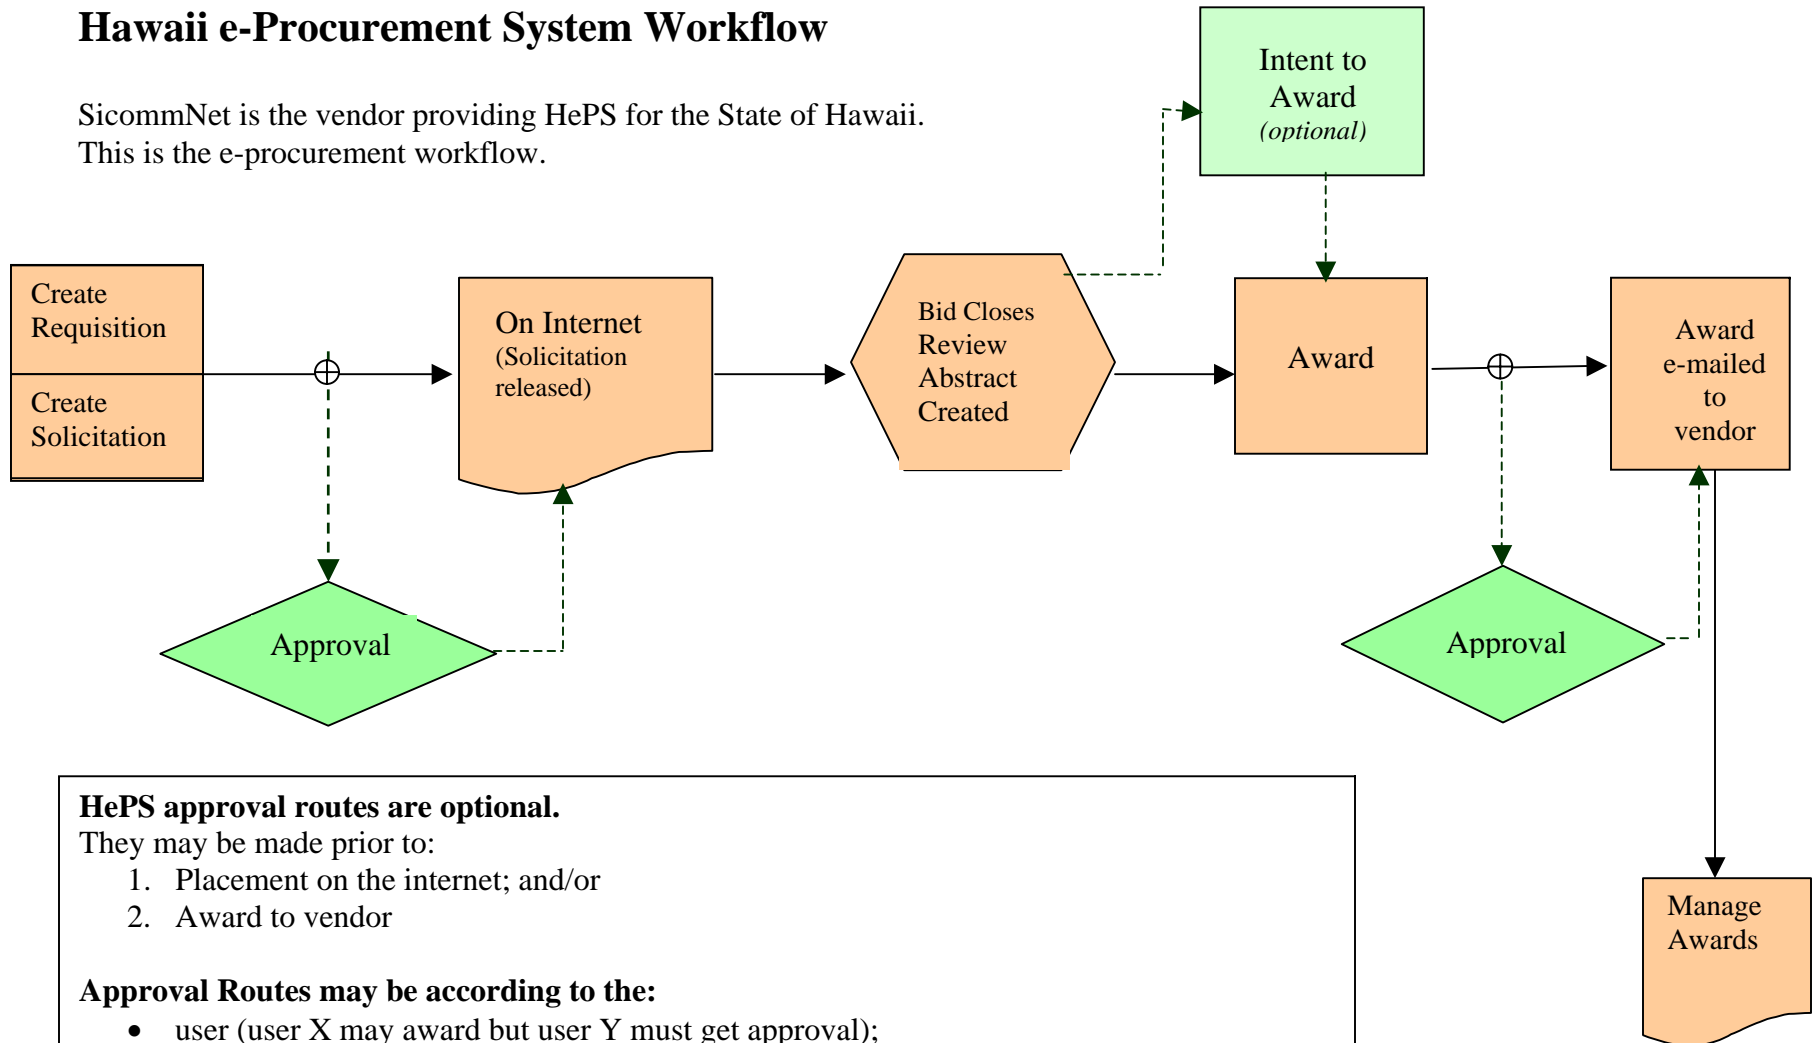 Hawaii e-Procurement System Workflow
SicommNet is the vendor providing HePS for the State of Hawaii.
This is the e-procurement workflow.
Intent to
Award
(optional)
Create
Requisition
Create
Solicitation
On Internet
(Solicitation
released)
Bid Closes
Review
Abstract
Created
Award
Award
e-mailed
to
vendor
Approval
Approval
HePS approval routes are optional.
They may be made prior to:
1. Placement on the internet; and/or
2. Award to vendor
Approval Routes may be according to the:
• user (user X may award but user Y must get approval);
Manage
Awards